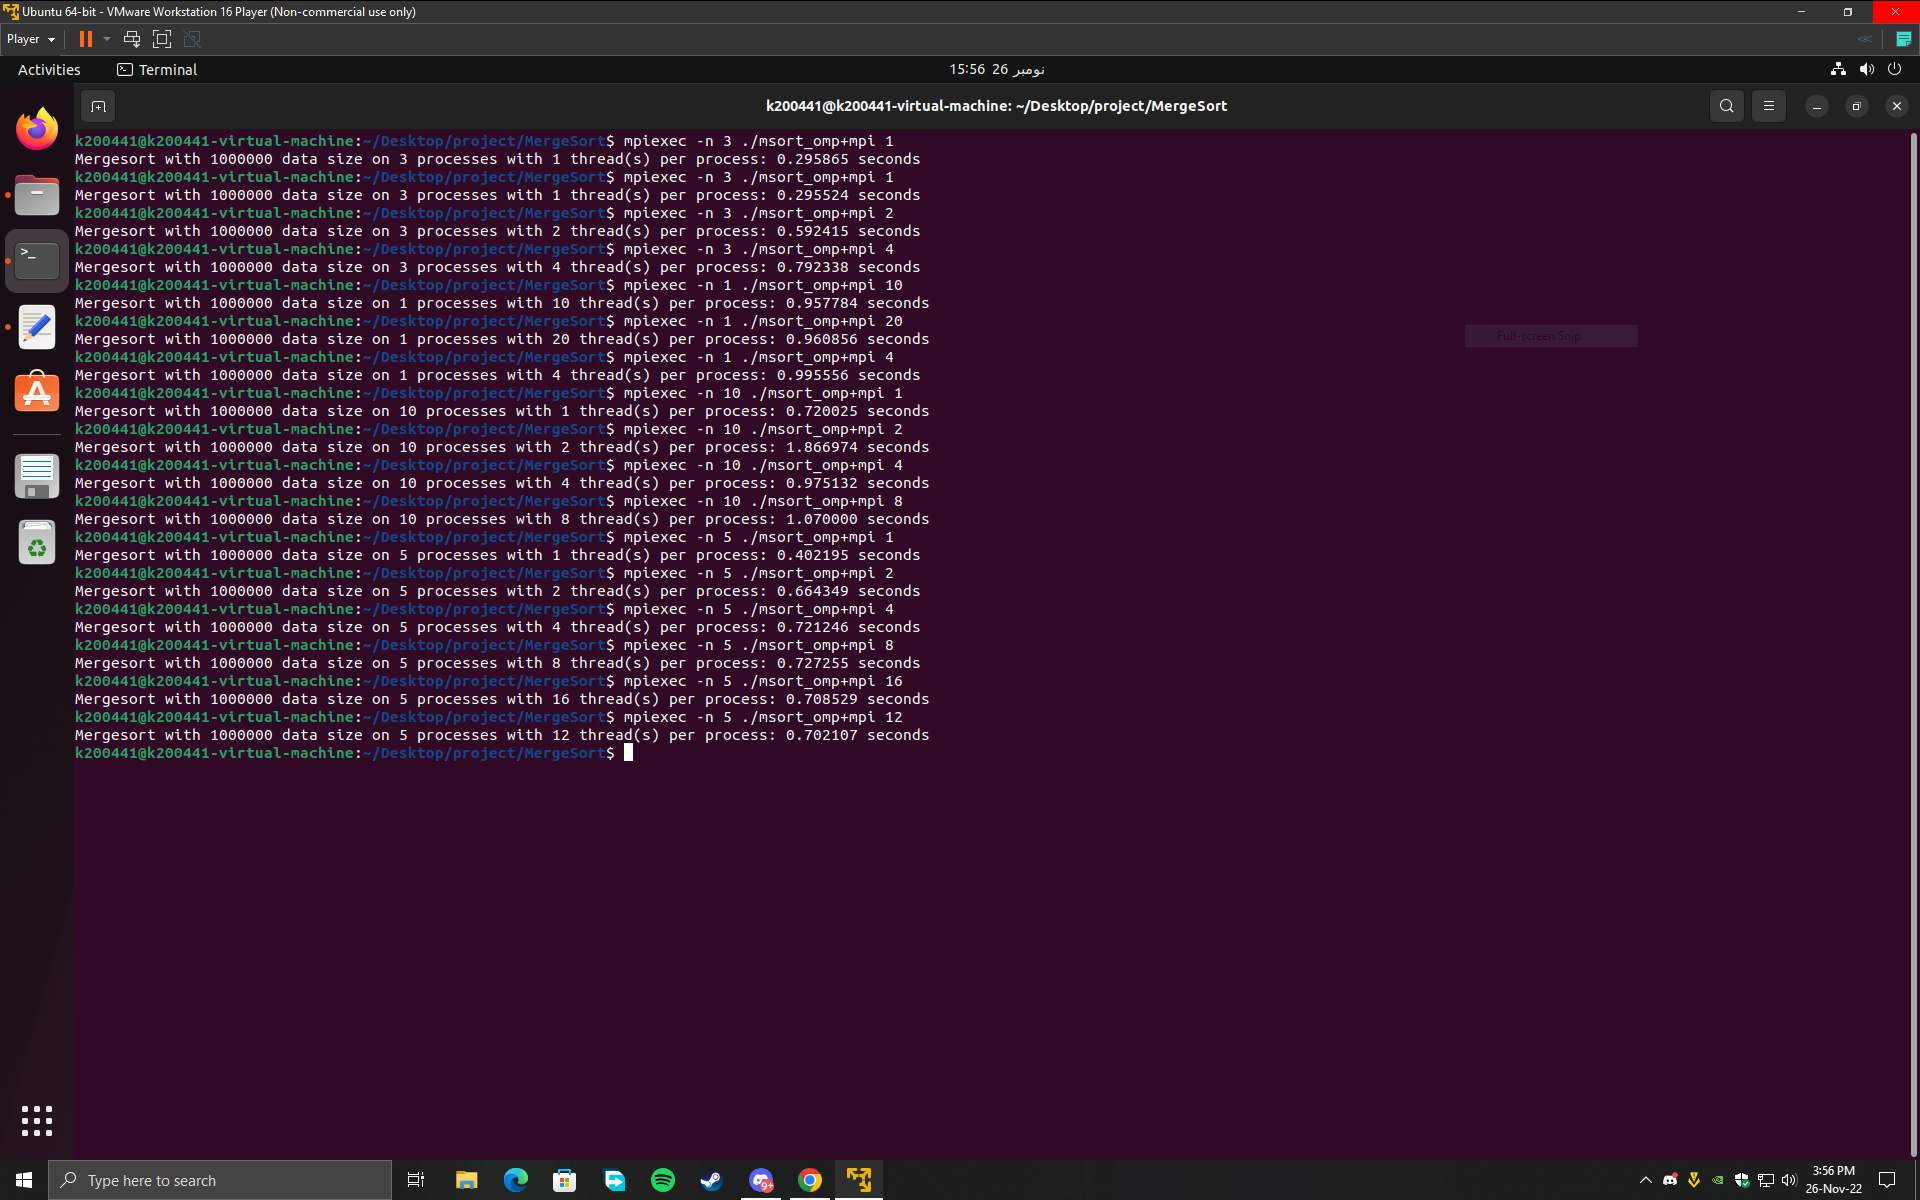 Ubuntu 64-bit - VMware Workstation 16 Player (Non-commercial use only)
Player
Activities
Terminal
15:56 26 نومبر
k200441@k200441-virtual-machine: ~/Desktop/project/MergeSort
k200441@k200441-virtual-machine:~/Desktop/project/MergeSort$ mpiexec -n 3 ./msort_omp+mpi 1
Mergesort with 1000000 data size on 3 processes with 1 thread(s) per process: 0.295865 seconds
k200441@k200441-virtual-machine:~/Desktop/project/MergeSort$ mpiexec -n 3 ./msort_omp+mpi 1
Mergesort with 1000000 data size on 3 processes with 1 thread(s) per process: 0.295524 seconds
k200441@k200441-virtual-machine:~/Desktop/project/MergeSort$ mpiexec -n 3 ./msort_omp+mpi 2
Mergesort with 1000000 data size on 3 processes with 2 thread(s) per process: 0.592415 seconds
k200441@k200441-virtual-machine:~/Desktop/project/MergeSort$ mpiexec -n 3 ./msort_omp+mpi 4
Mergesort with 1000000 data size on 3 processes with 4 thread(s) per process: 0.792338 seconds
k200441@k200441-virtual-machine:~/Desktop/project/MergeSort$ mpiexec -n 1 ./msort_omp+mpi 10
Mergesort with 1000000 data size on 1 processes with 10 thread(s) per process: 0.957784 seconds
k200441@k200441-virtual-machine:~/Desktop/project/MergeSort$ mpiexec -n 1 ./msort_omp+mpi 20
Mergesort with 1000000 data size on 1 processes with 20 thread(s) per process: 0.960856 seconds
Full-screen Snip
k200441@k200441-virtual-machine:~/Desktop/project/MergeSort$ mpiexec -n 1 ./msort_omp+mpi 4
Mergesort with 1000000 data size on 1 processes with 4 thread(s) per process: 0.995556 seconds
k200441@k200441-virtual-machine:~/Desktop/project/MergeSort$ mpiexec -n 10 ./msort_omp+mpi 1
Mergesort with 1000000 data size on 10 processes with 1 thread(s) per process: 0.720025 seconds
k200441@k200441-virtual-machine:~/Desktop/project/MergeSort$ mpiexec -n 10 ./msort_omp+mpi 2
Mergesort with 1000000 data size on 10 processes with 2 thread(s) per process: 1.866974 seconds
k200441@k200441-virtual-machine:~/Desktop/project/MergeSort$ mpiexec -n 10 ./msort_omp+mpi 4
Mergesort with 1000000 data size on 10 processes with 4 thread(s) per process: 0.975132 seconds
k200441@k200441-virtual-machine:~/Desktop/project/MergeSort$ mpiexec -n 10 ./msort_omp+mpi 8
Mergesort with 1000000 data size on 10 processes with 8 thread(s) per process: 1.070000 seconds
k200441@k200441-virtual-machine:~/Desktop/project/MergeSort$ mpiexec -n 5 ./msort_omp+mpi 1
Mergesort with 1000000 data size on 5 processes with 1 thread(s) per process: 0.402195 seconds
k200441@k200441-virtual-machine:~/Desktop/project/MergeSort$ mpiexec -n 5 ./msort_omp+mpi 2
Mergesort with 1000000 data size on 5 processes with 2 thread(s) per process: 0.664349 seconds
k200441@k200441-virtual-machine:~/Desktop/project/MergeSort$ mpiexec -n 5 ./msort_omp+mpi 4
Mergesort with 1000000 data size on 5 processes with 4 thread(s) per process: 0.721246 seconds
k200441@k200441-virtual-machine:~/Desktop/project/MergeSort$ mpiexec -n 5 ./msort_omp+mpi 8
Mergesort with 1000000 data size on 5 processes with 8 thread(s) per process: 0.727255 seconds
k200441@k200441-virtual-machine:~/Desktop/project/MergeSort$ mpiexec -n 5 ./msort_omp+mpi 16
Mergesort with 1000000 data size on 5 processes with 16 thread(s) per process: 0.708529 seconds
k200441@k200441-virtual-machine:~/Desktop/project/MergeSort$ mpiexec -n 5 ./msort_omp+mpi 12
Mergesort with 1000000 data size on 5 processes with 12 thread(s) per process: 0.702107 seconds
k200441@k200441-virtual-machine:~/Desktop/project/MergeSort$
Type here to search
9+
3:56 PM
26-Nov-22